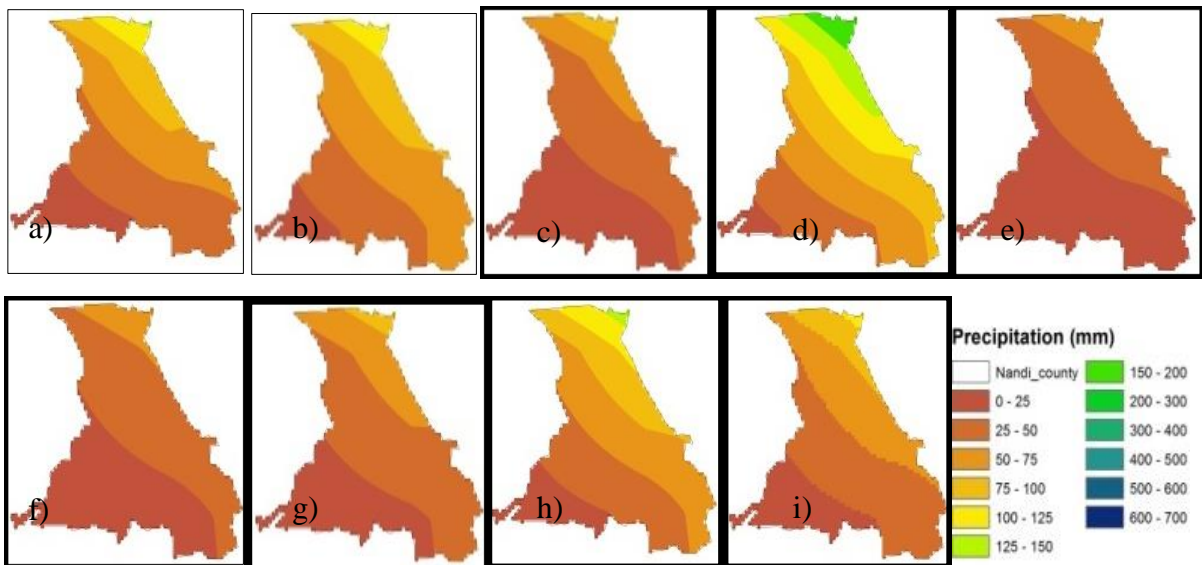 a)
b)
c)
d)
e)
f)
g)
h)
i)
Precipitation (mm)
Nandi_county
0 - 25
25 - 50
50 - 75
75 - 100
100 - 125
125 - 150
150 - 200
200 - 300
300 - 400
400 - 500
500 - 600
600 - 700